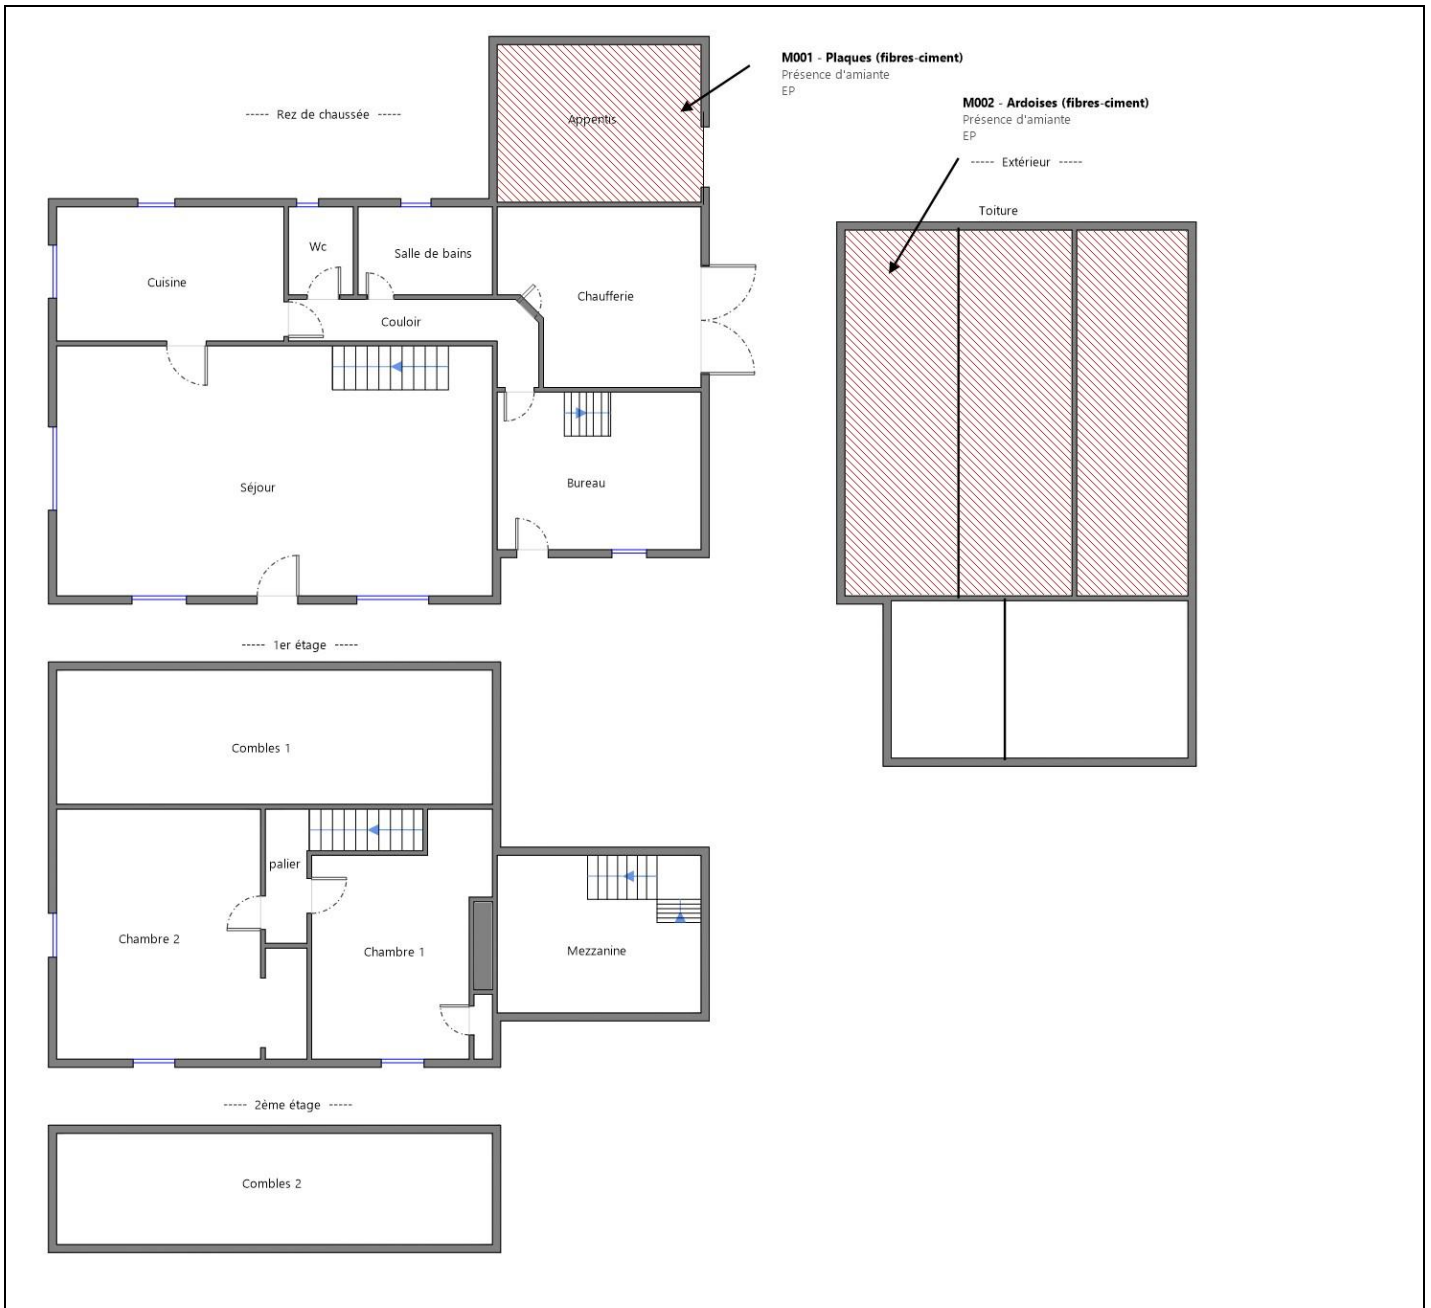 M001 - Plaques (fibres-ciment)
Présence d'amiante
EP
M002 - Ardoises (fibres-ciment)
Présence d'amiante
EP
----- Rez de chaussée -----
Appentis
----- Extérieur -----
Toiture
Wc
Salle de bains
Cuisine
Chaufferie
Couloir
Séjour
Bureau
----- 1er étage -----
Combles 1
palier
Chambre 2
Chambre 1
Mezzanine
----- 2ème étage -----
Combles 2